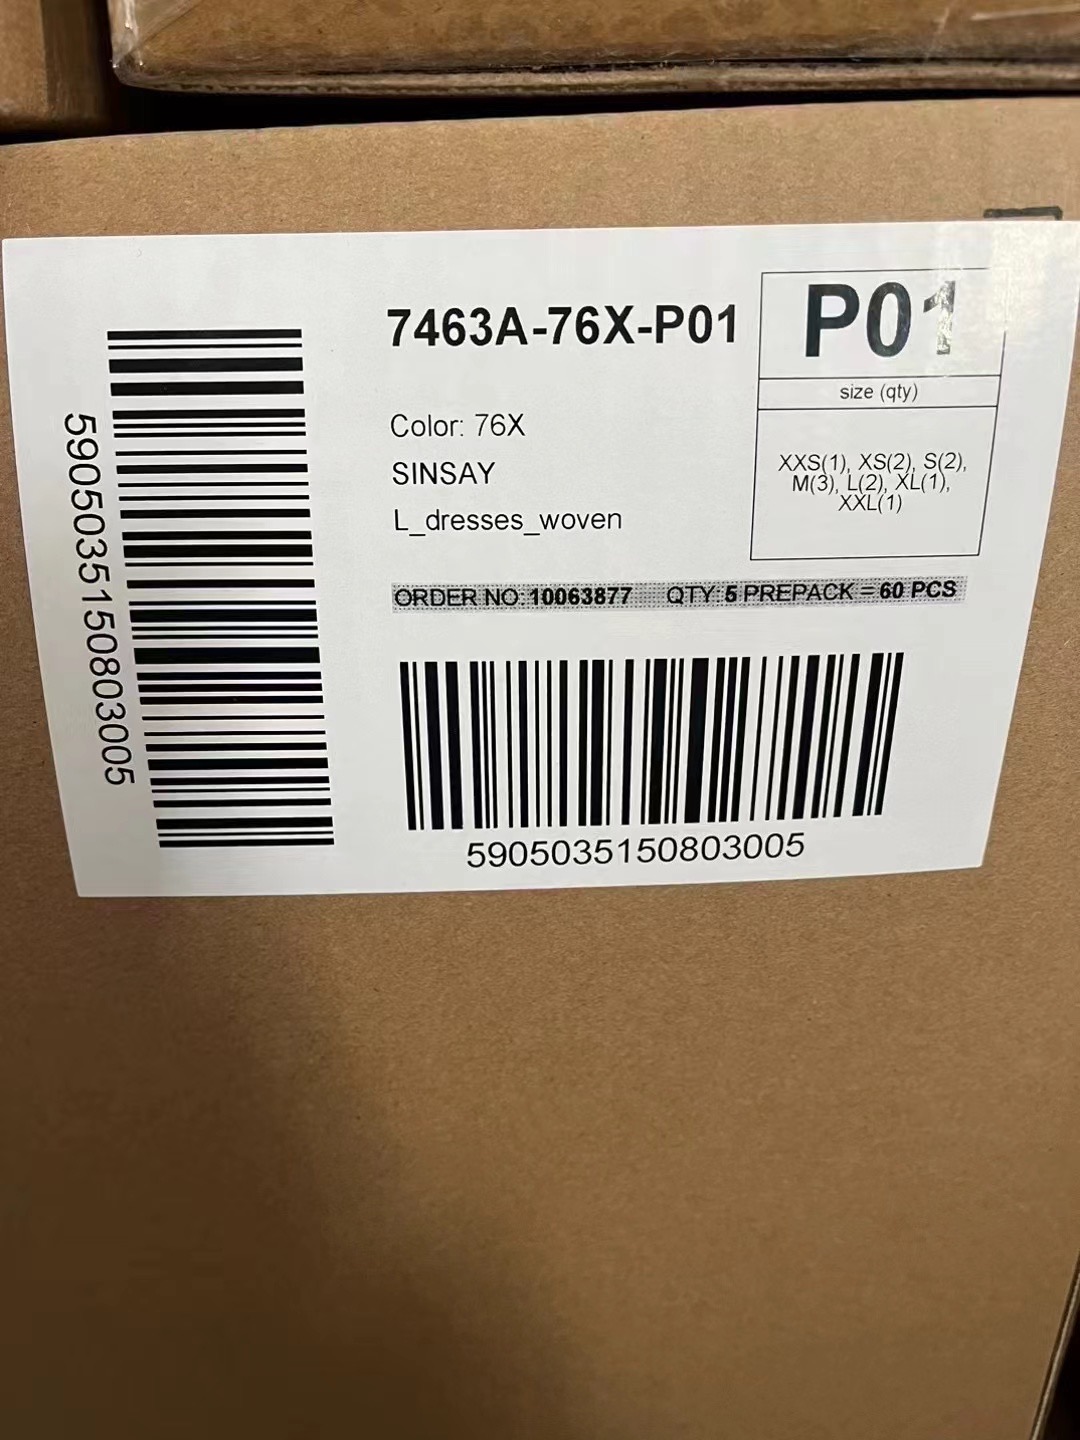 7463A-76X-P01
P01
size (qty)
XXS(1), XS(2), S(2),
M(3), L(2), XL(1),
XXL(1)
Color: 76X
SINSAY
L_dresses_woven
ORDER NO: 10063877 QTY: 5 PREPACK = 60 PCS
5905035150803005
5905035150803005